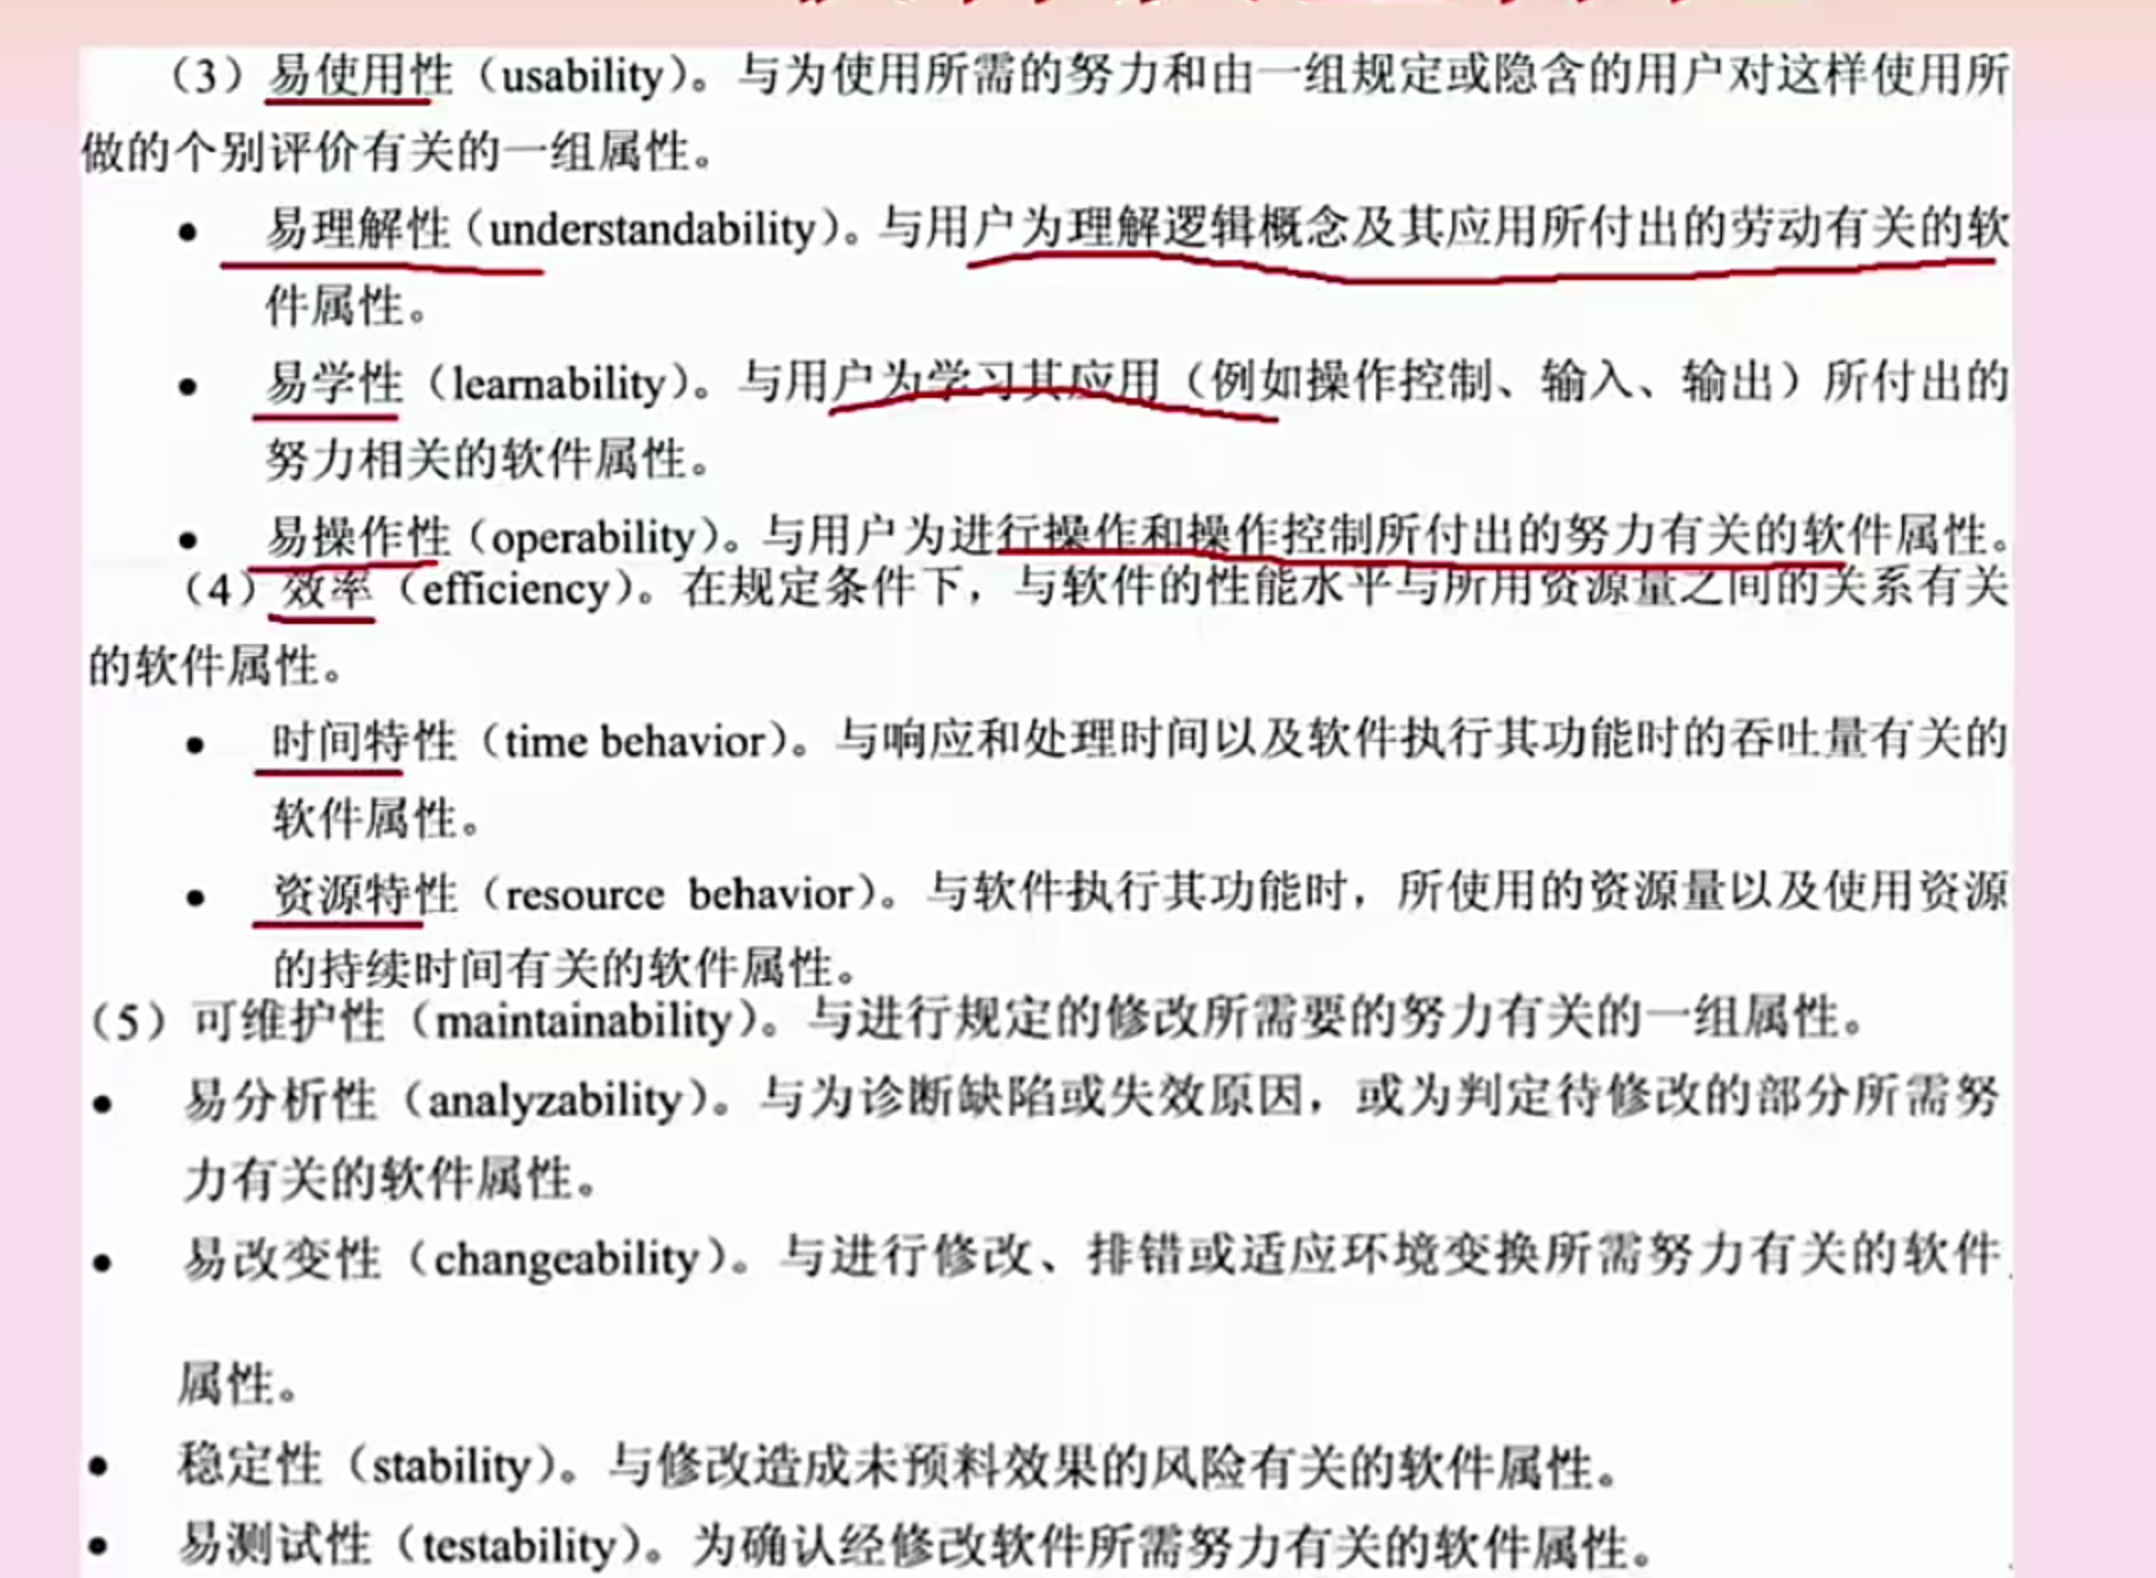 （3）易使用性（usability）。与为使用所需的努力和由一组规定或隐含的用户对这样使用所
做的个别评价有关的一组属性。
● 易理解性（understandability）。与用户为理解逻辑概念及其应用所付出的劳动有关的软
件属性。
● 易学性（learnability）。与用户为学习其应用（例如操作控制、输入、输出）所付出的
努力相关的软件属性。
● 易操作性（operability）。与用户为进行操作和操作控制所付出的努力有关的软件属性。
（4）效率（efficiency）。在规定条件下，与软件的性能水平与所用资源量之间的关系有关
的软件属性。
● 时间特性（time behavior）。与响应和处理时间以及软件执行其功能时的吞吐量有关的
软件属性。
● 资源特性（resource behavior）。与软件执行其功能时，所使用的资源量以及使用资源
的持续时间有关的软件属性。
（5）可维护性（maintainability）。与进行规定的修改所需要的努力有关的一组属性。
● 易分析性（analyzability）。与为诊断缺陷或失效原因，或为判定待修改的部分所需努
力有关的软件属性。
● 易改变性（changeability）。与进行修改、排错或适应环境变换所需努力有关的软件
属性。
● 稳定性（stability）。与修改造成未预料效果的风险有关的软件属性。
● 易测试性（testability）。为确认经修改软件所需努力有关的软件属性。